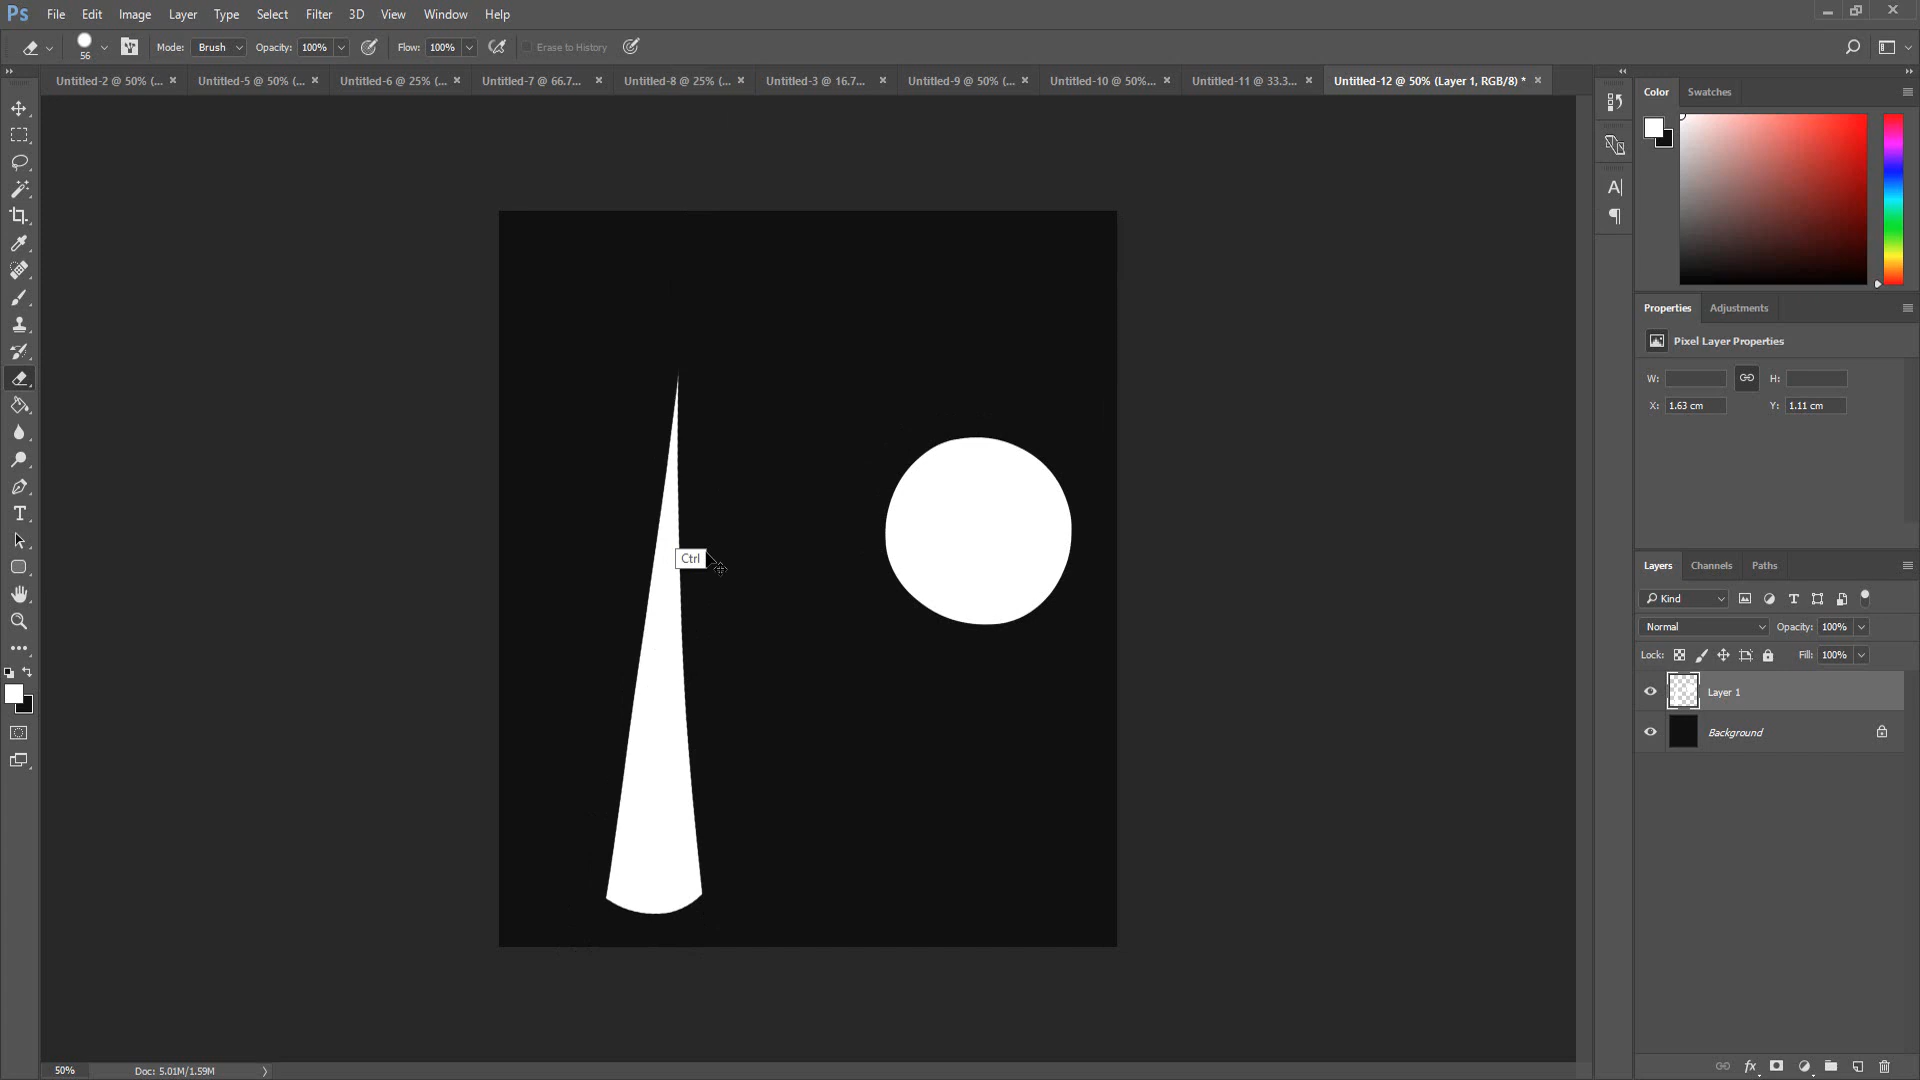 Ps File Edit Image Layer Type Select Filter 3D View Window Help
56 Mode: Brush Opacity: 100% Flow: 100% Erase to History
Untitled-2 @ 50% (... × Untitled-5 @ 50% (... × Untitled-6 @ 25% (... × Untitled-7 @ 66.7... × Untitled-8 @ 25% (... × Untitled-3 @ 16.7... × Untitled-9 @ 50% (... × Untitled-10 @ 50%... × Untitled-11 @ 33.3... × Untitled-12 @ 50% (Layer 1, RGB/8) * ×
Color Swatches
Properties Adjustments
Pixel Layer Properties
W: H:
X: 1.63 cm Y: 1.11 cm
Ctrl
Layers Channels Paths
Kind
Normal Opacity: 100%
Lock: Fill: 100%
Layer 1
Background
50% Doc: 5.01M/1.59M